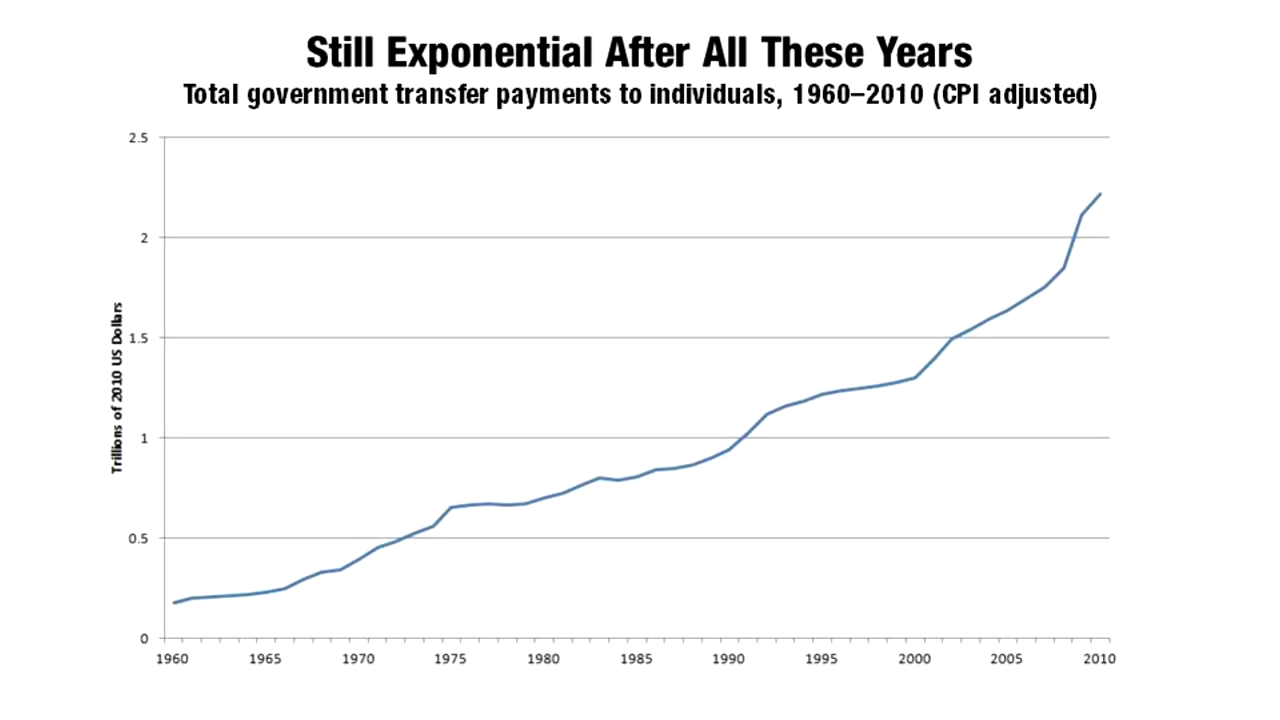 Still Exponential After All These Years
Total government transfer payments to individuals, 1960–2010 (CPI adjusted)
2.5
2
1.5
1
0.5
0
Trillions of 2010 US Dollars
1960 1965 1970 1975 1980 1985 1990 1995 2000 2005 2010